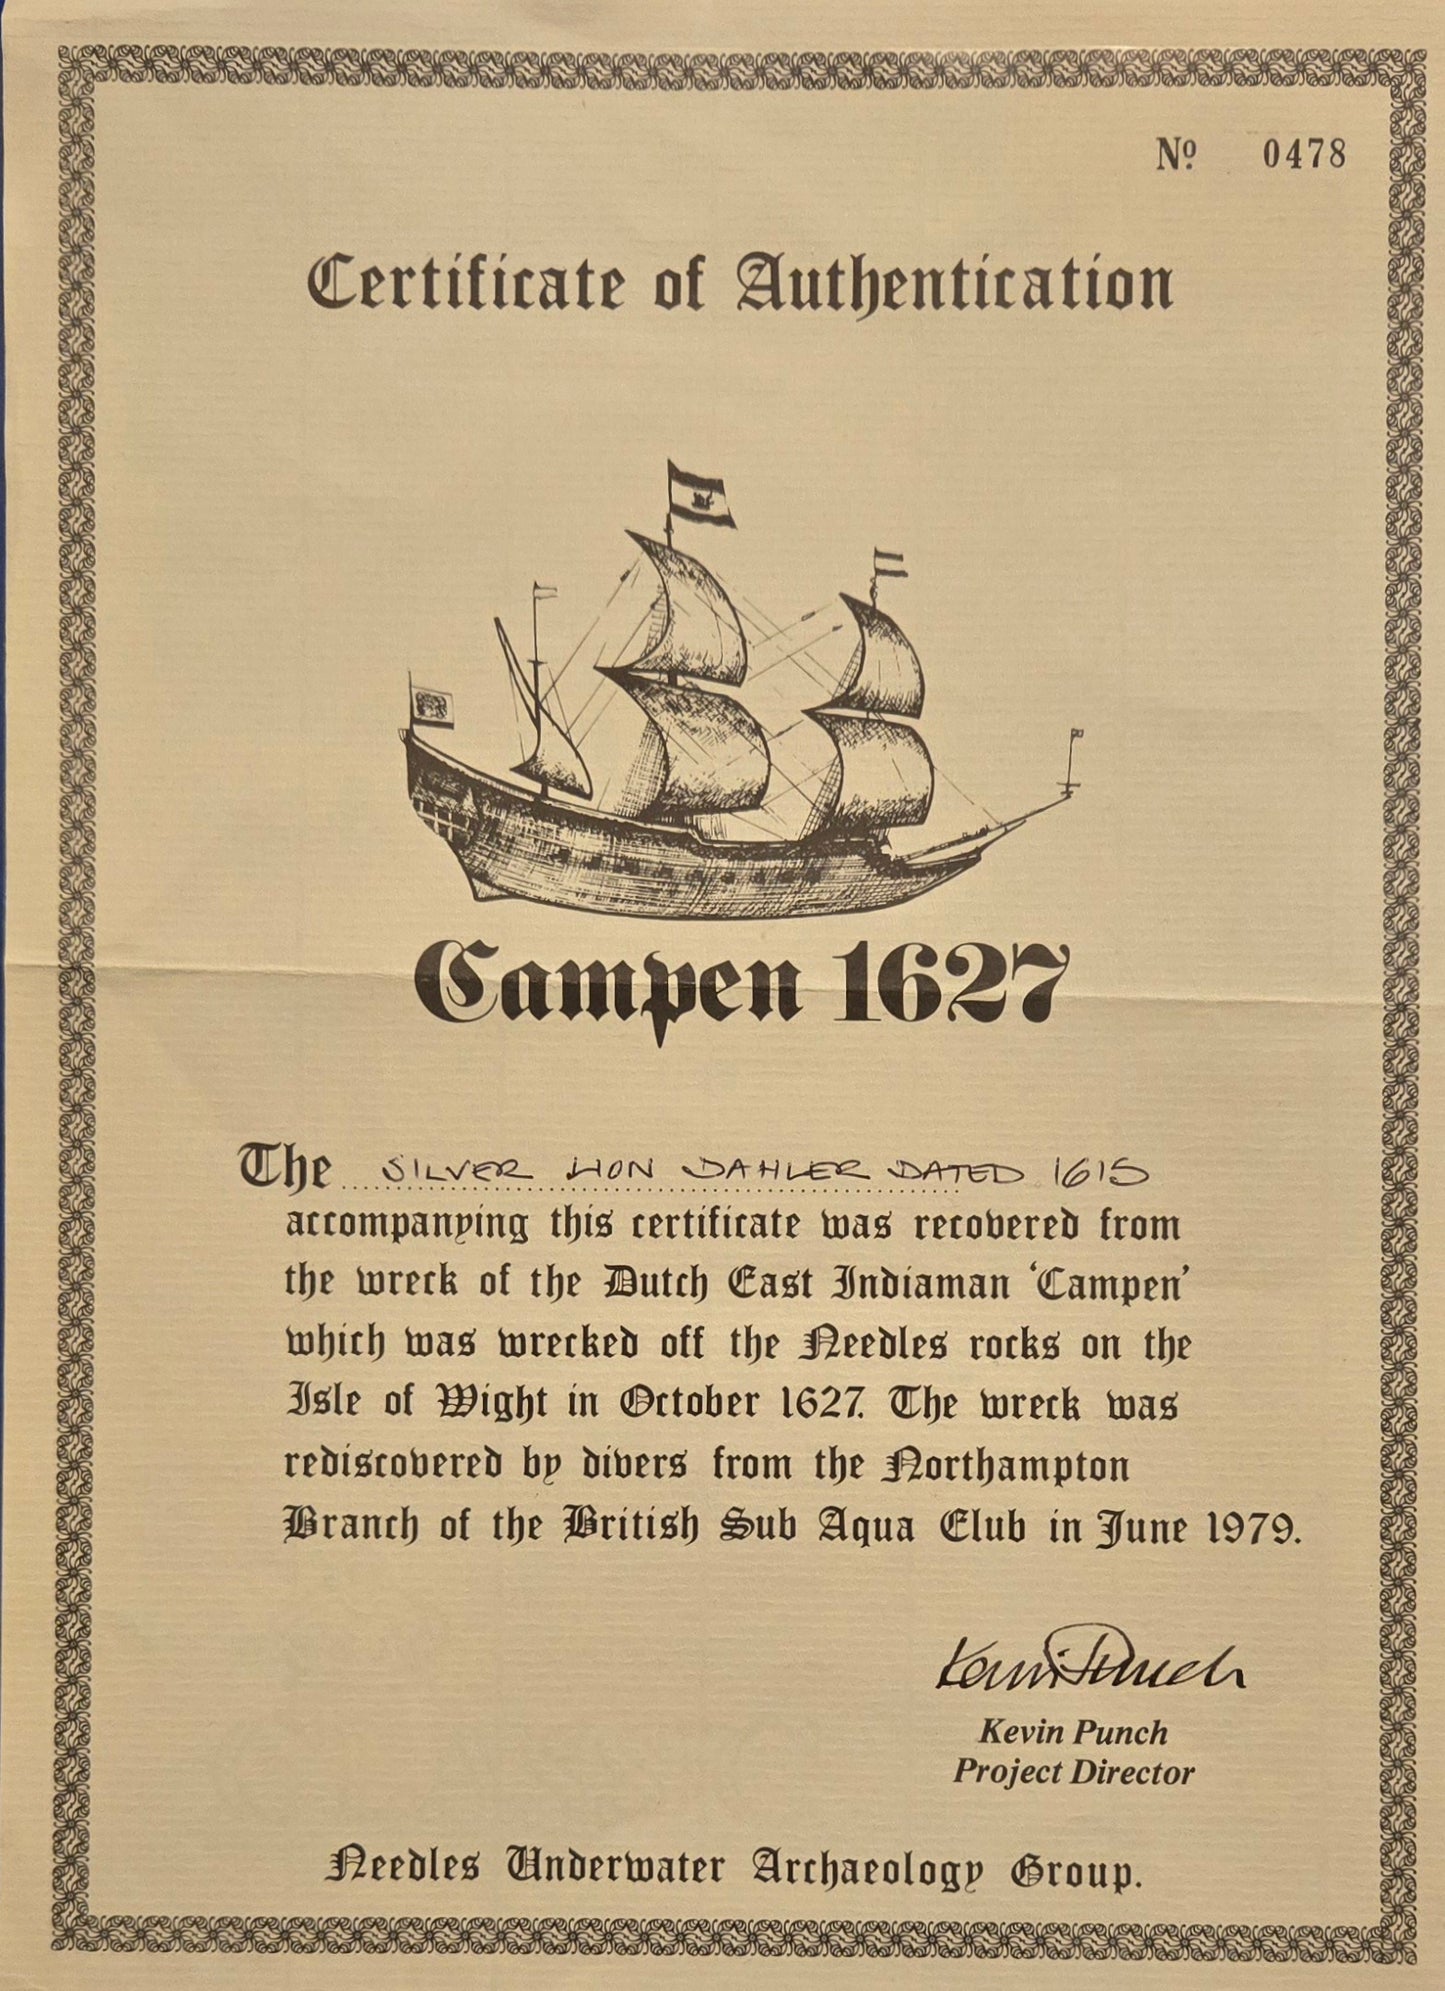 Nº 0478
Certificate of Authentication
Campen 1627
The SILVER LION DAHLER DATED 1615
accompanying this certificate was recovered from
the wreck of the Dutch East Indiaman ‘Campen’
which was wrecked off the Needles rocks on the
Isle of Wight in October 1627. The wreck was
rediscovered by divers from the Northampton
Branch of the British Sub Aqua Club in June 1979.
Kevin Punch
Kevin Punch
Project Director
Needles Underwater Archaeology Group.